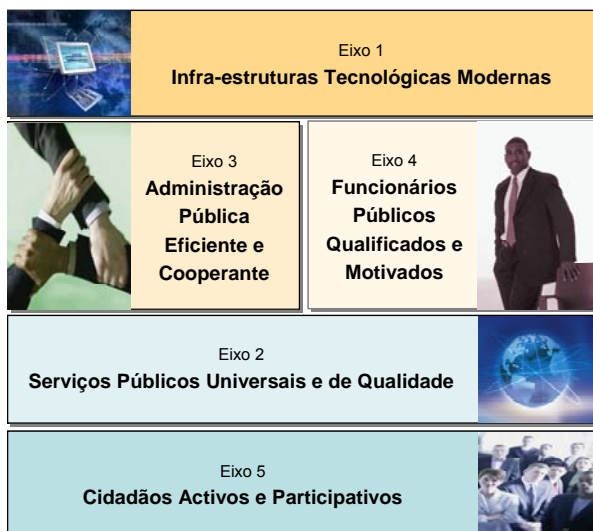 Eixo 1
Infra-estruturas Tecnológicas Modernas
Eixo 3
Administração
Pública
Eficiente e
Cooperante
Eixo 4
Funcionários
Públicos
Qualificados e
Motivados
Eixo 2
Serviços Públicos Universais e de Qualidade
Eixo 5
Cidadãos Activos e Participativos